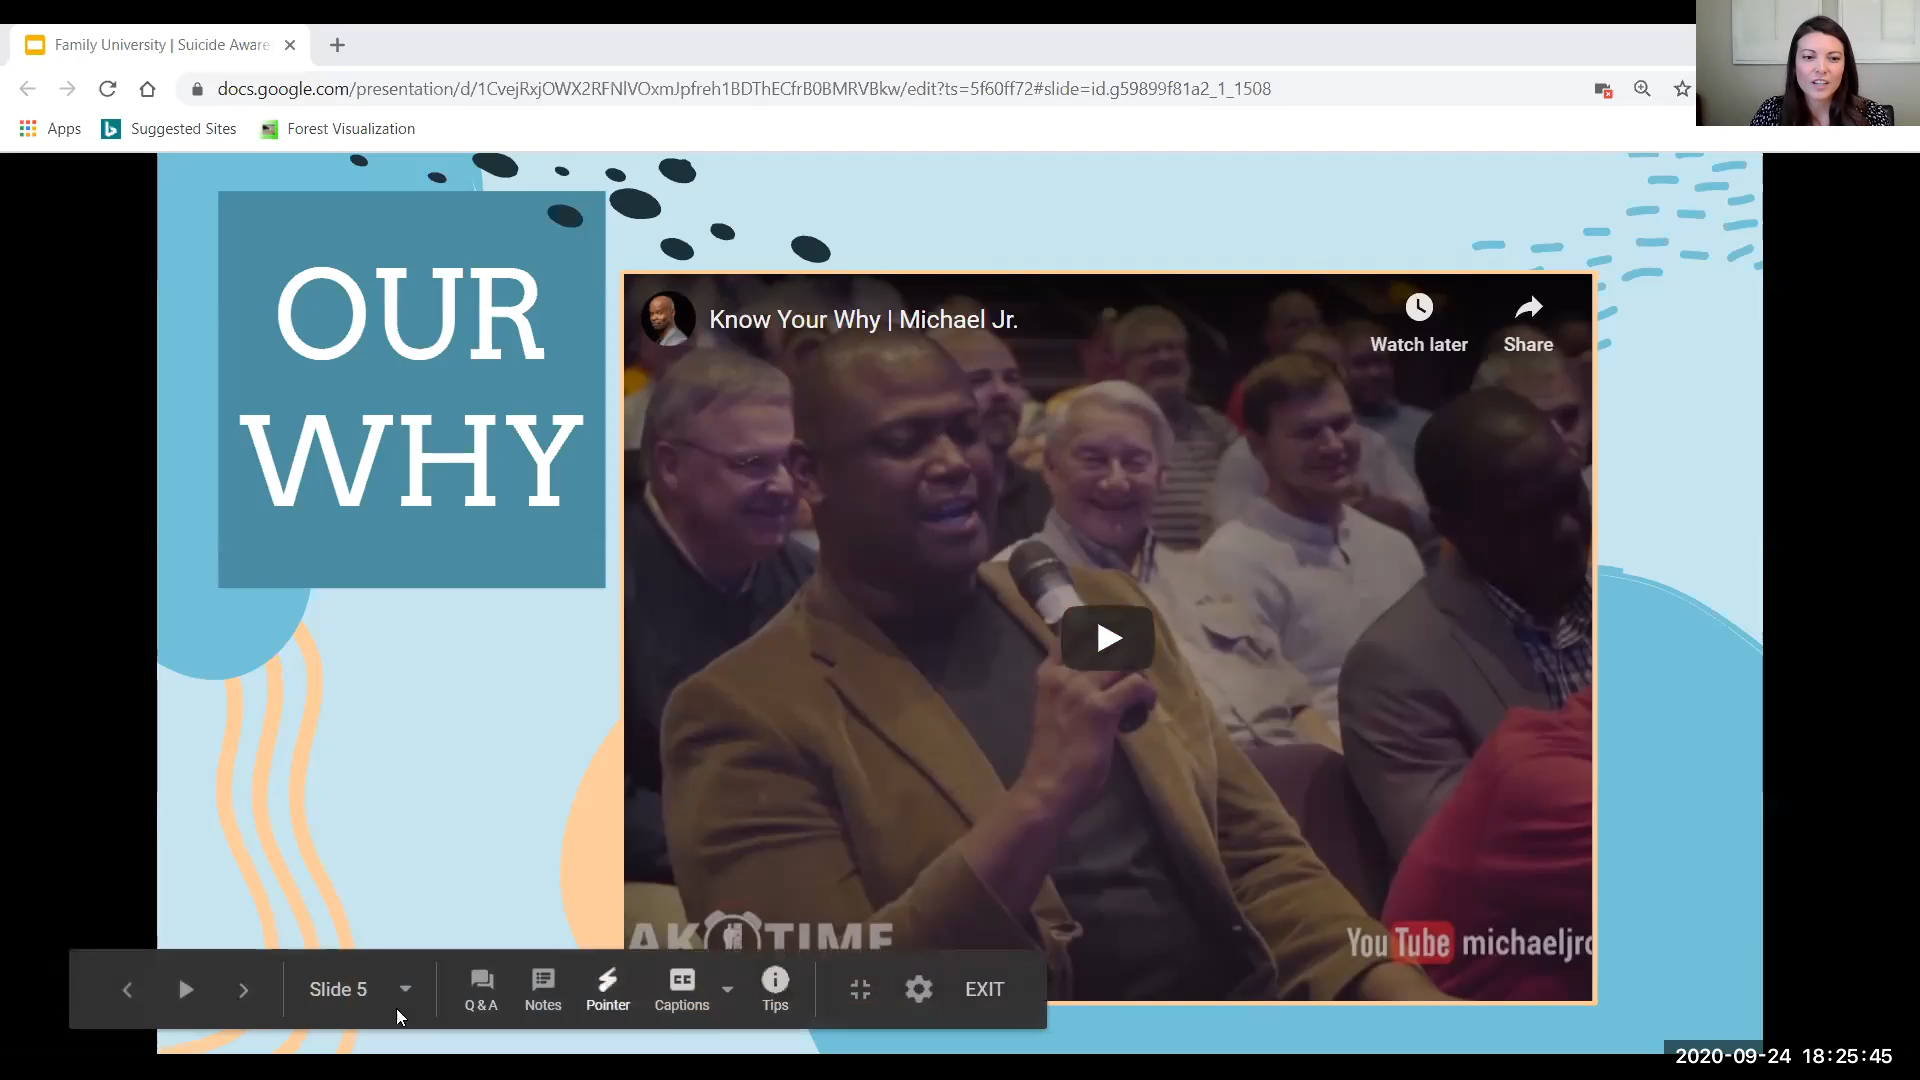 Family University | Suicide Aware
docs.google.com/presentation/d/1CvejRxjOWX2RFNlVOxmJpfreh1BDThECfrB0BMRVBkw/edit?ts=5f60ff72#slide=id.g59899f81a2_1_1508
Apps Suggested Sites Forest Visualization
OUR
WHY
Know Your Why | Michael Jr.
Watch later Share
You Tube michaeljrc
Slide 5
Q & A Notes Pointer Captions Tips
EXIT
2020-09-24 18:25:45